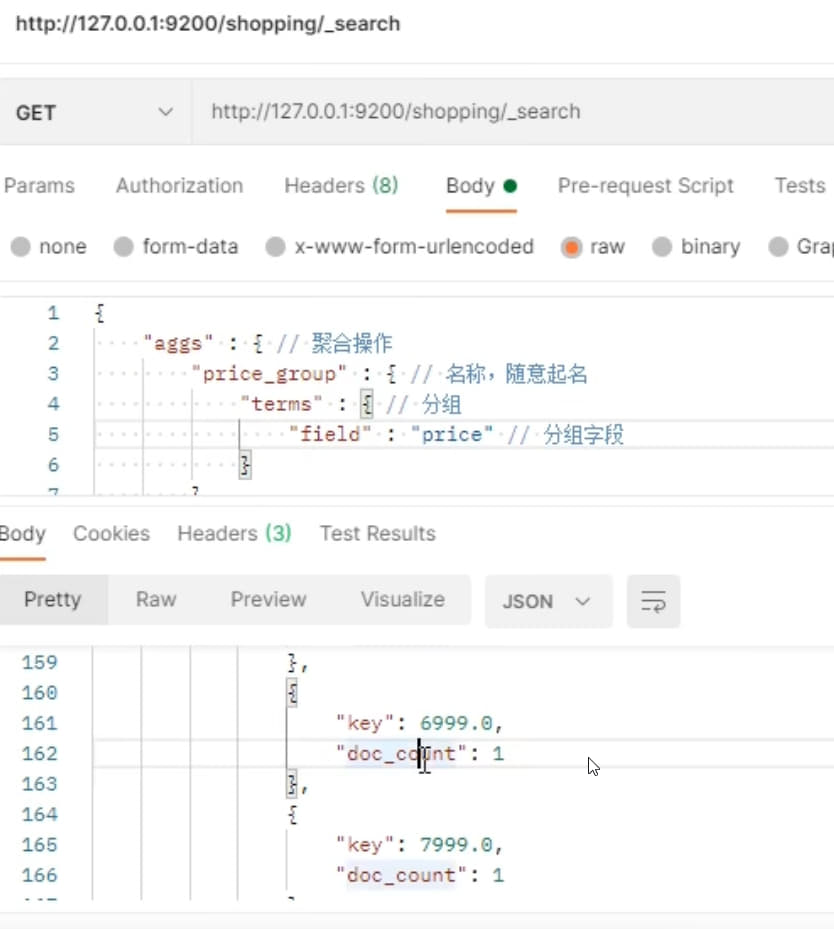 http://127.0.0.1:9200/shopping/_search
GET http://127.0.0.1:9200/shopping/_search
Params Authorization Headers (8) Body Pre-request Script Tests
none form-data x-www-form-urlencoded raw binary
1 {
2 "aggs" : { // 聚合操作
3 "price_group" : { // 名称，随意起名
4 "terms" : { // 分组
5 "field" : "price" // 分组字段
6 }
7 }
Body Cookies Headers (3) Test Results
Pretty Raw Preview Visualize JSON
159 },
160 {
161 "key": 6999.0,
162 "doc_count": 1
163 },
164 {
165 "key": 7999.0,
166 "doc_count": 1